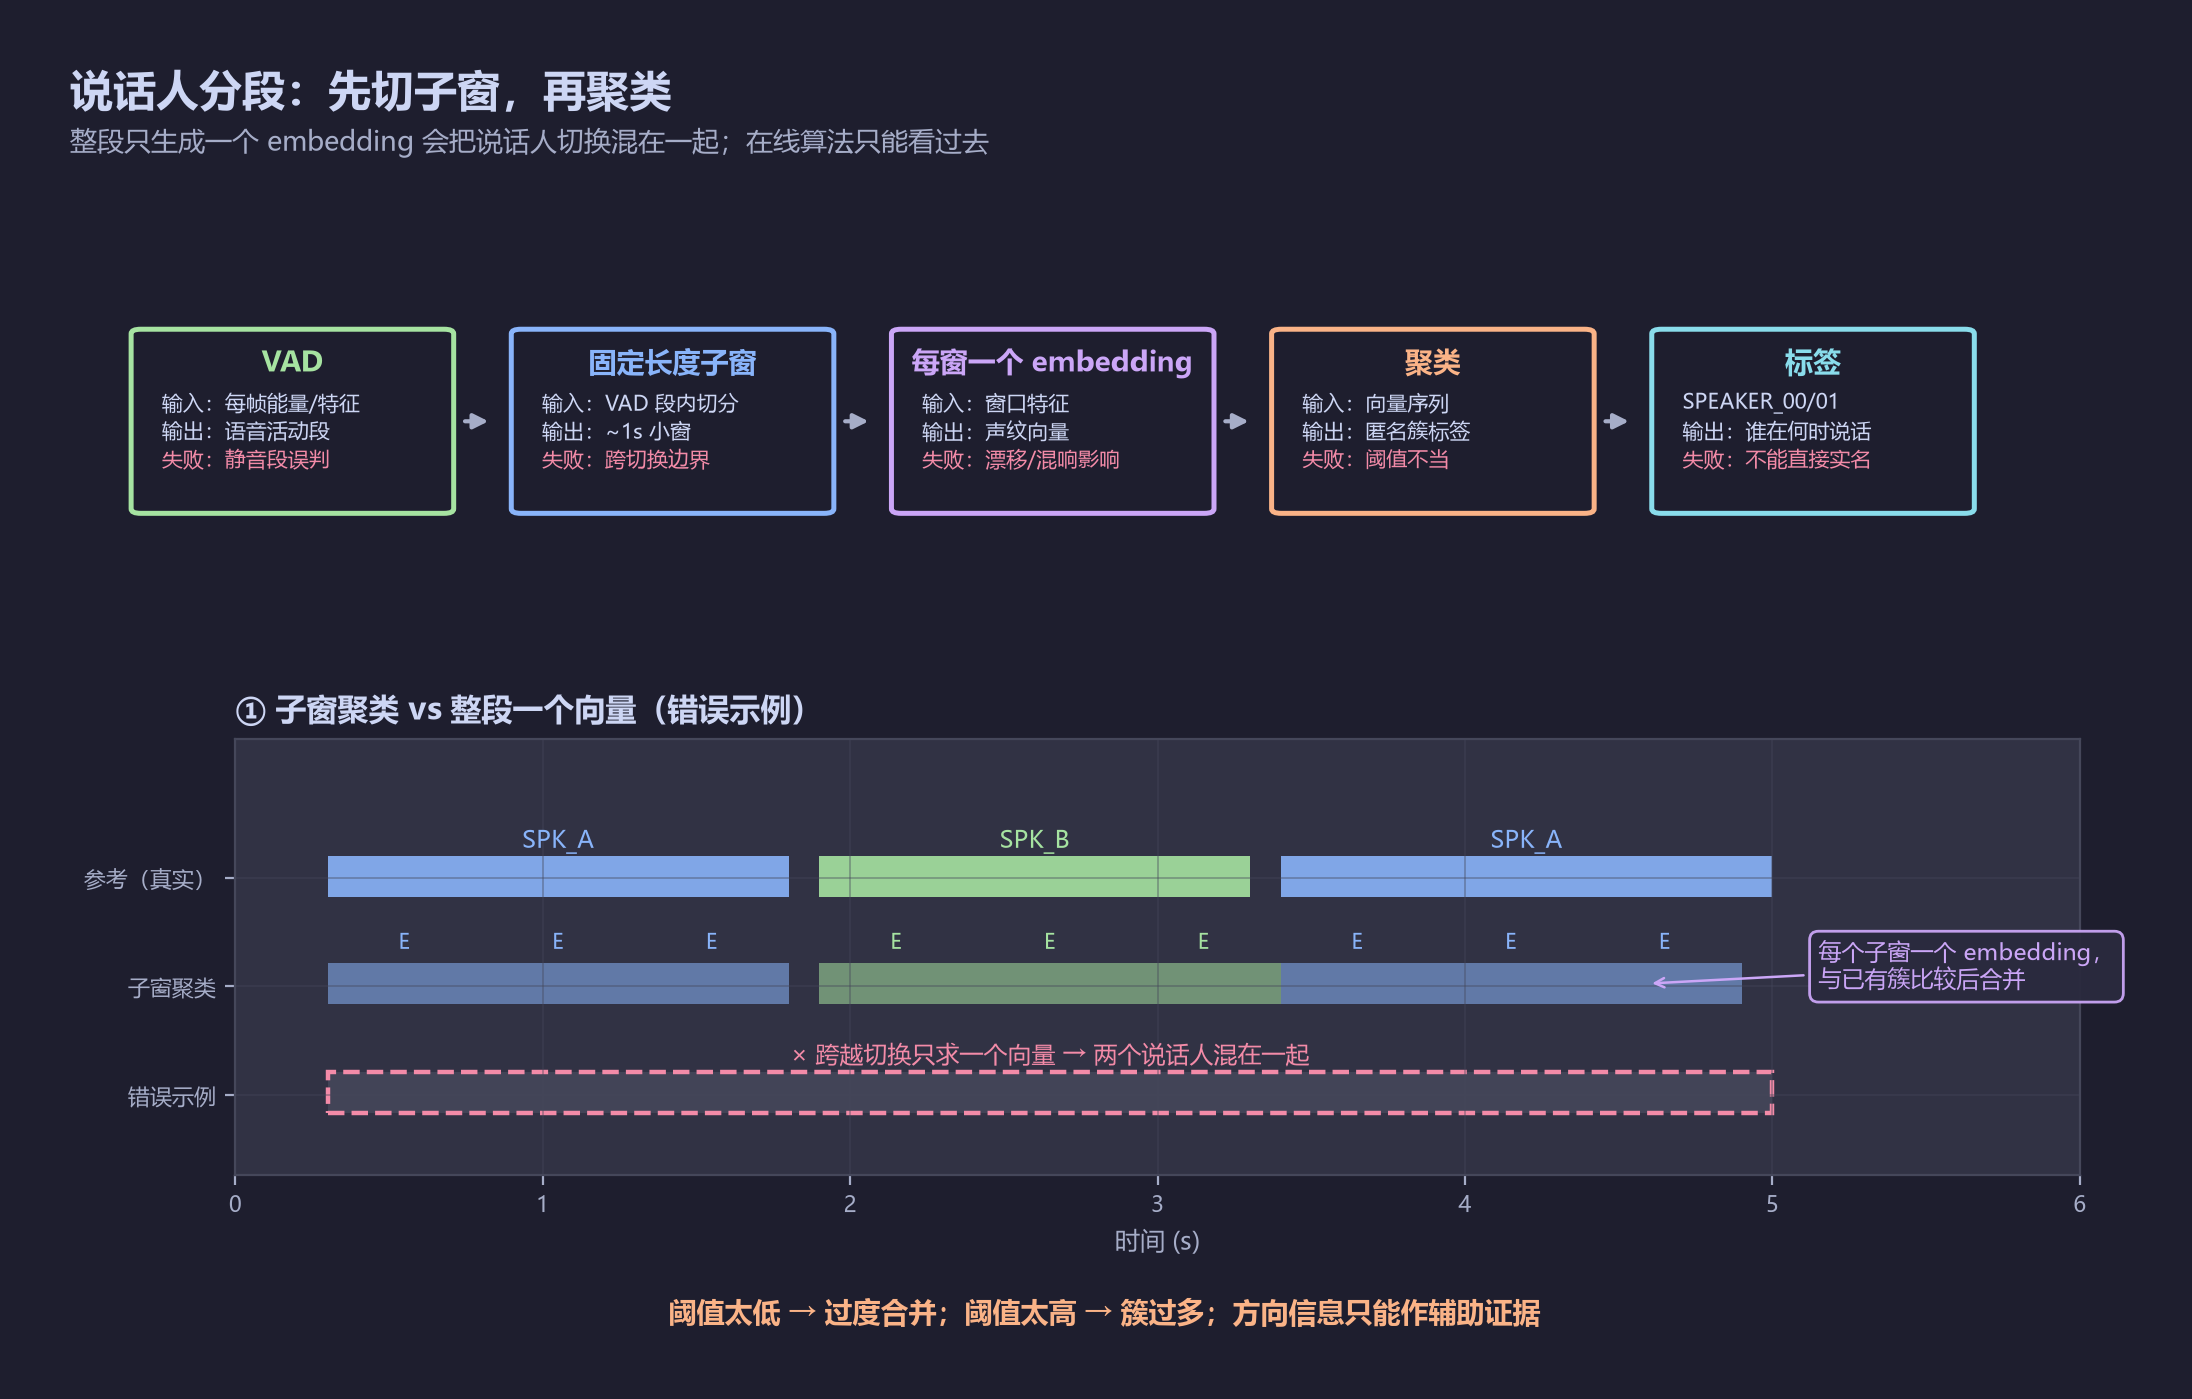 说话人分段：先切子窗，再聚类
整段只生成一个 embedding 会把说话人切换混在一起；在线算法只能看过去
VAD
输入：每帧能量/特征
输出：语音活动段
失败：静音段误判
固定长度子窗
输入：VAD 段内切分
输出：~1s 小窗
失败：跨切换边界
每窗一个 embedding
输入：窗口特征
输出：声纹向量
失败：漂移/混响影响
聚类
输入：向量序列
输出：匿名簇标签
失败：阈值不当
标签
SPEAKER_00/01
输出：谁在何时说话
失败：不能直接实名
① 子窗聚类 vs 整段一个向量（错误示例）
SPK_A SPK_B SPK_A
参考（真实）
E E E E E E E E E
子窗聚类
每个子窗一个 embedding，
与已有簇比较后合并
× 跨越切换只求一个向量 → 两个说话人混在一起
错误示例
0 1 2 3 4 5 6
时间 (s)
阈值太低 → 过度合并；阈值太高 → 簇过多；方向信息只能作辅助证据